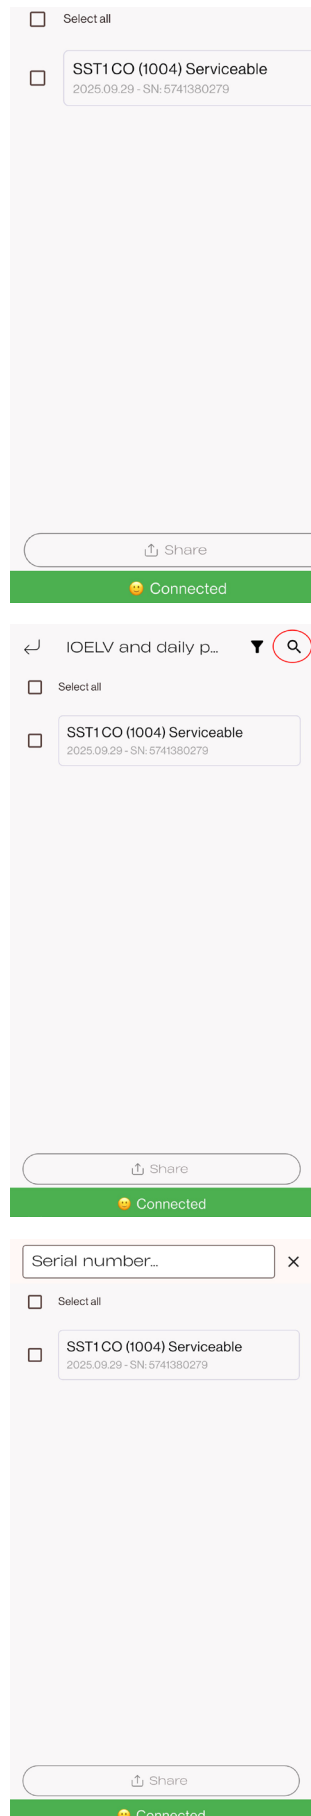 Select all
SST1 CO (1004) Serviceable
2025.09.29 - SN: 5741380279
Share
Connected
IOELV and daily p...
Select all
SST1 CO (1004) Serviceable
2025.09.29 - SN: 5741380279
Share
Connected
Serial number...
Select all
SST1 CO (1004) Serviceable
2025.09.29 - SN: 5741380279
Share
Connected